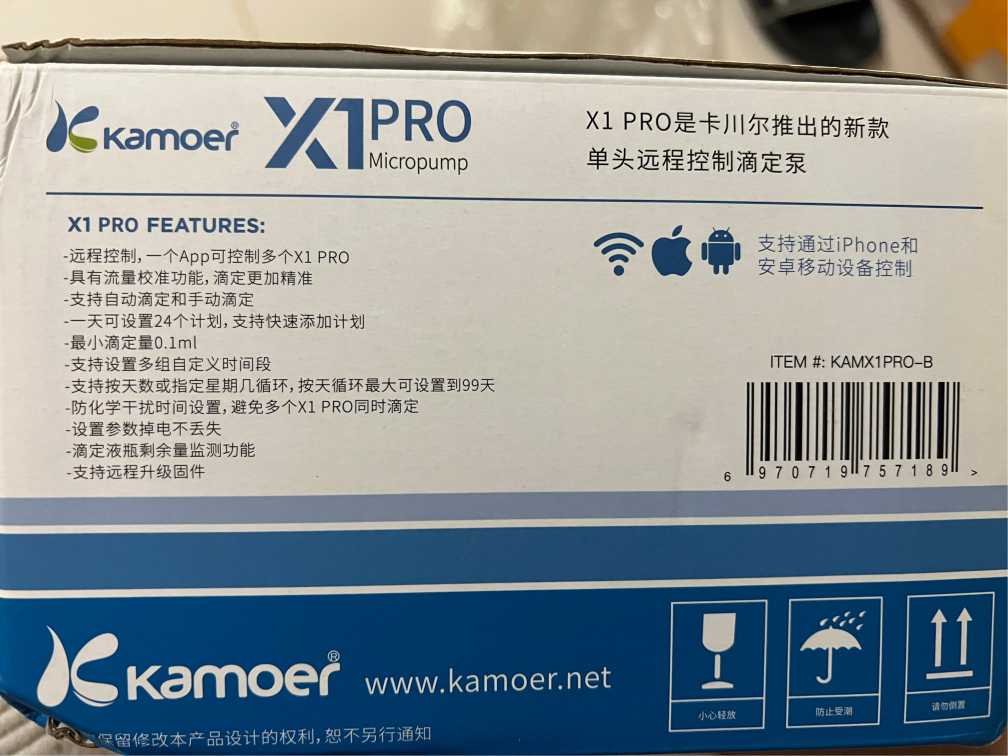 Kamoer®
X1 PRO
Micropump
X1 PRO是卡川尔推出的新款
单头远程控制滴定泵
X1 PRO FEATURES:
-远程控制,一个App可控制多个X1 PRO
-具有流量校准功能,滴定更加精准
-支持自动滴定和手动滴定
-一天可设置24个计划,支持快速添加计划
-最小滴定量0.1ml
-支持设置多组自定义时间段
-支持按天数或指定星期几循环,按天循环最大可设置到99天
-防化学干扰时间设置,避免多个X1 PRO同时滴定
-设置参数掉电不丢失
-滴定液瓶剩余量监测功能
-支持远程升级固件
支持通过iPhone和
安卓移动设备控制
ITEM #: KAMX1PRO-B
6 970719 757189 >
Kamoer®
www.kamoer.net
小心轻放
防止受潮
请勿倒置
保留修改本产品设计的权利,恕不另行通知